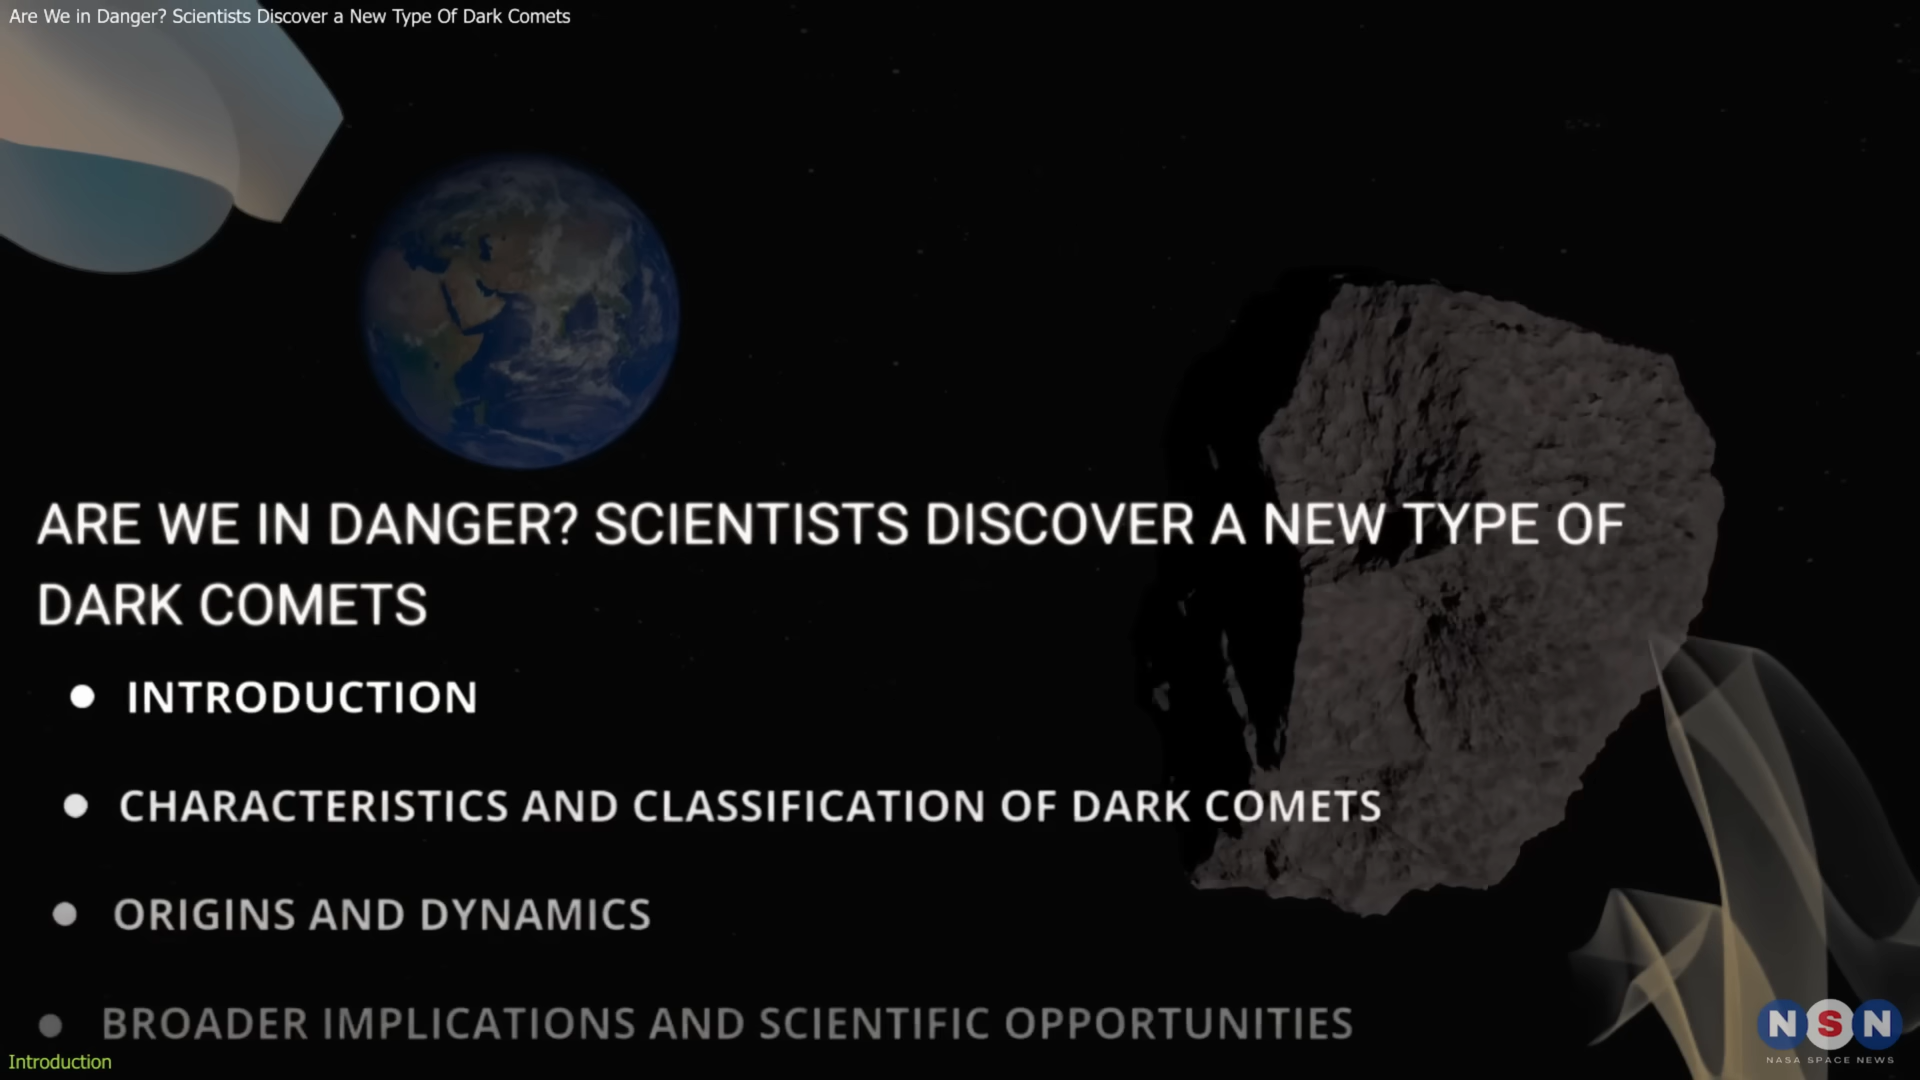 Are We in Danger? Scientists Discover a New Type Of Dark Comets
ARE WE IN DANGER? SCIENTISTS DISCOVER A NEW TYPE OF
DARK COMETS
INTRODUCTION
CHARACTERISTICS AND CLASSIFICATION OF DARK COMETS
ORIGINS AND DYNAMICS
BROADER IMPLICATIONS AND SCIENTIFIC OPPORTUNITIES
Introduction
NSN
NASA SPACE NEWS